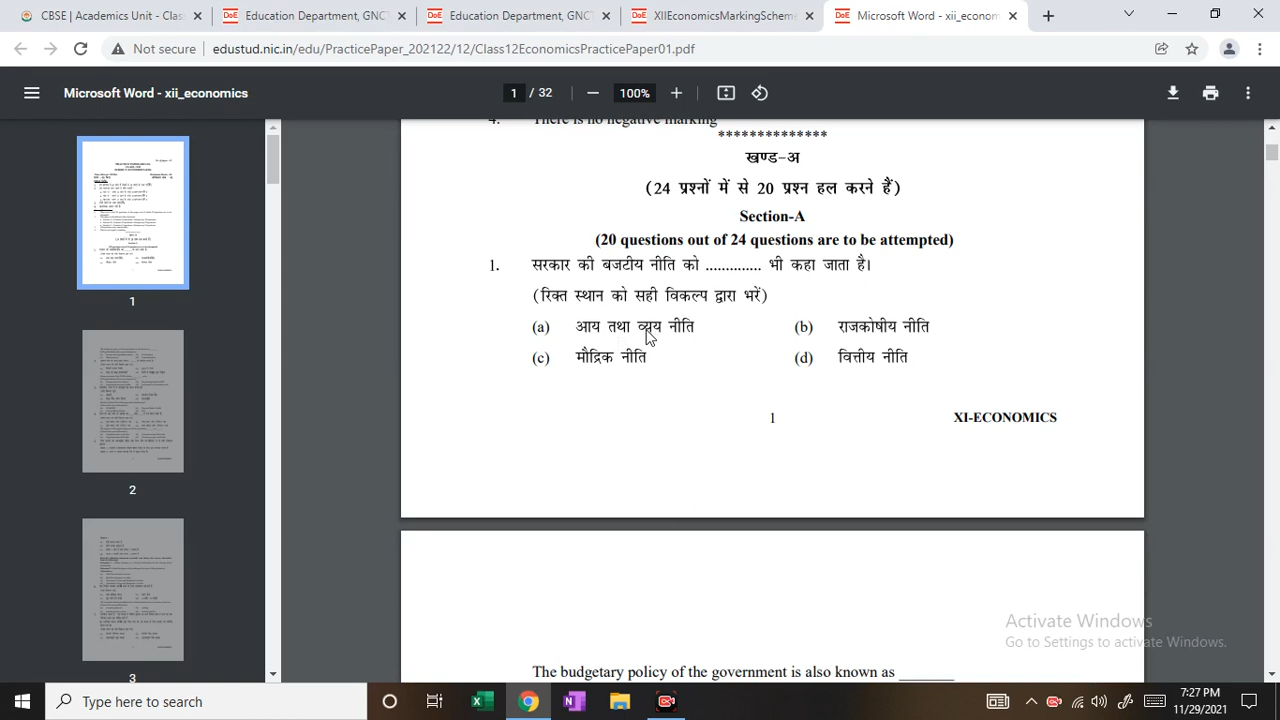 CBSE | Academics Unit - Clas
Education Department, GNCT
Education Department, GNCT
XIIEconomicsMarkingScheme
Microsoft Word - xii_econom
Not secure
edustud.nic.in/edu/PracticePaper_202122/12/Class12EconomicsPracticePaper01.pdf
Microsoft Word - xii_economics
1 / 32
100%
4. There is no negative marking
**************
खण्ड-अ
(24 प्रश्नों में से 20 प्रश्न हल करने हैं)
Section-A
(20 questions out of 24 questions are to be attempted)
1. सरकार की बजटीय नीति को .............. भी कहा जाता है।
(रिक्त स्थान को सही विकल्प द्वारा भरें)
(a) आय तथा व्यय नीति (b) राजकोषीय नीति
(c) मौद्रिक नीति (d) वित्तीय नीति
1 XI-ECONOMICS
The budgetary policy of the government is also known as _______
1
2
3
Activate Windows
Go to Settings to activate Windows.
Type here to search
7:27 PM
11/29/2021